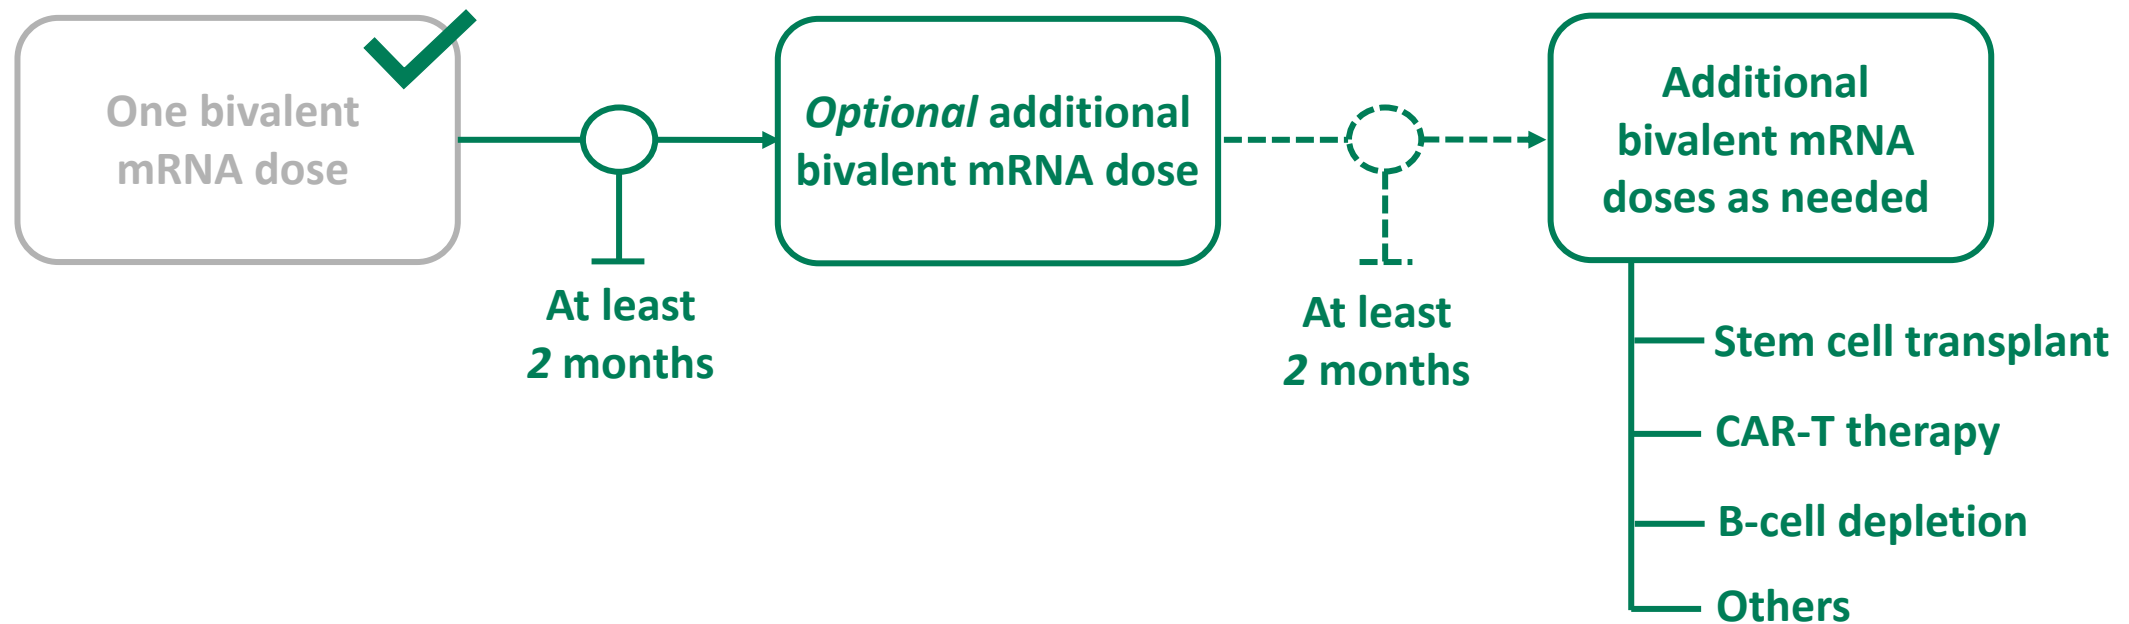 One bivalent
mRNA dose
At least
2 months
Optional additional
bivalent mRNA dose
At least
2 months
Additional
bivalent mRNA
doses as needed
Stem cell transplant
CAR-T therapy
B-cell depletion
Others